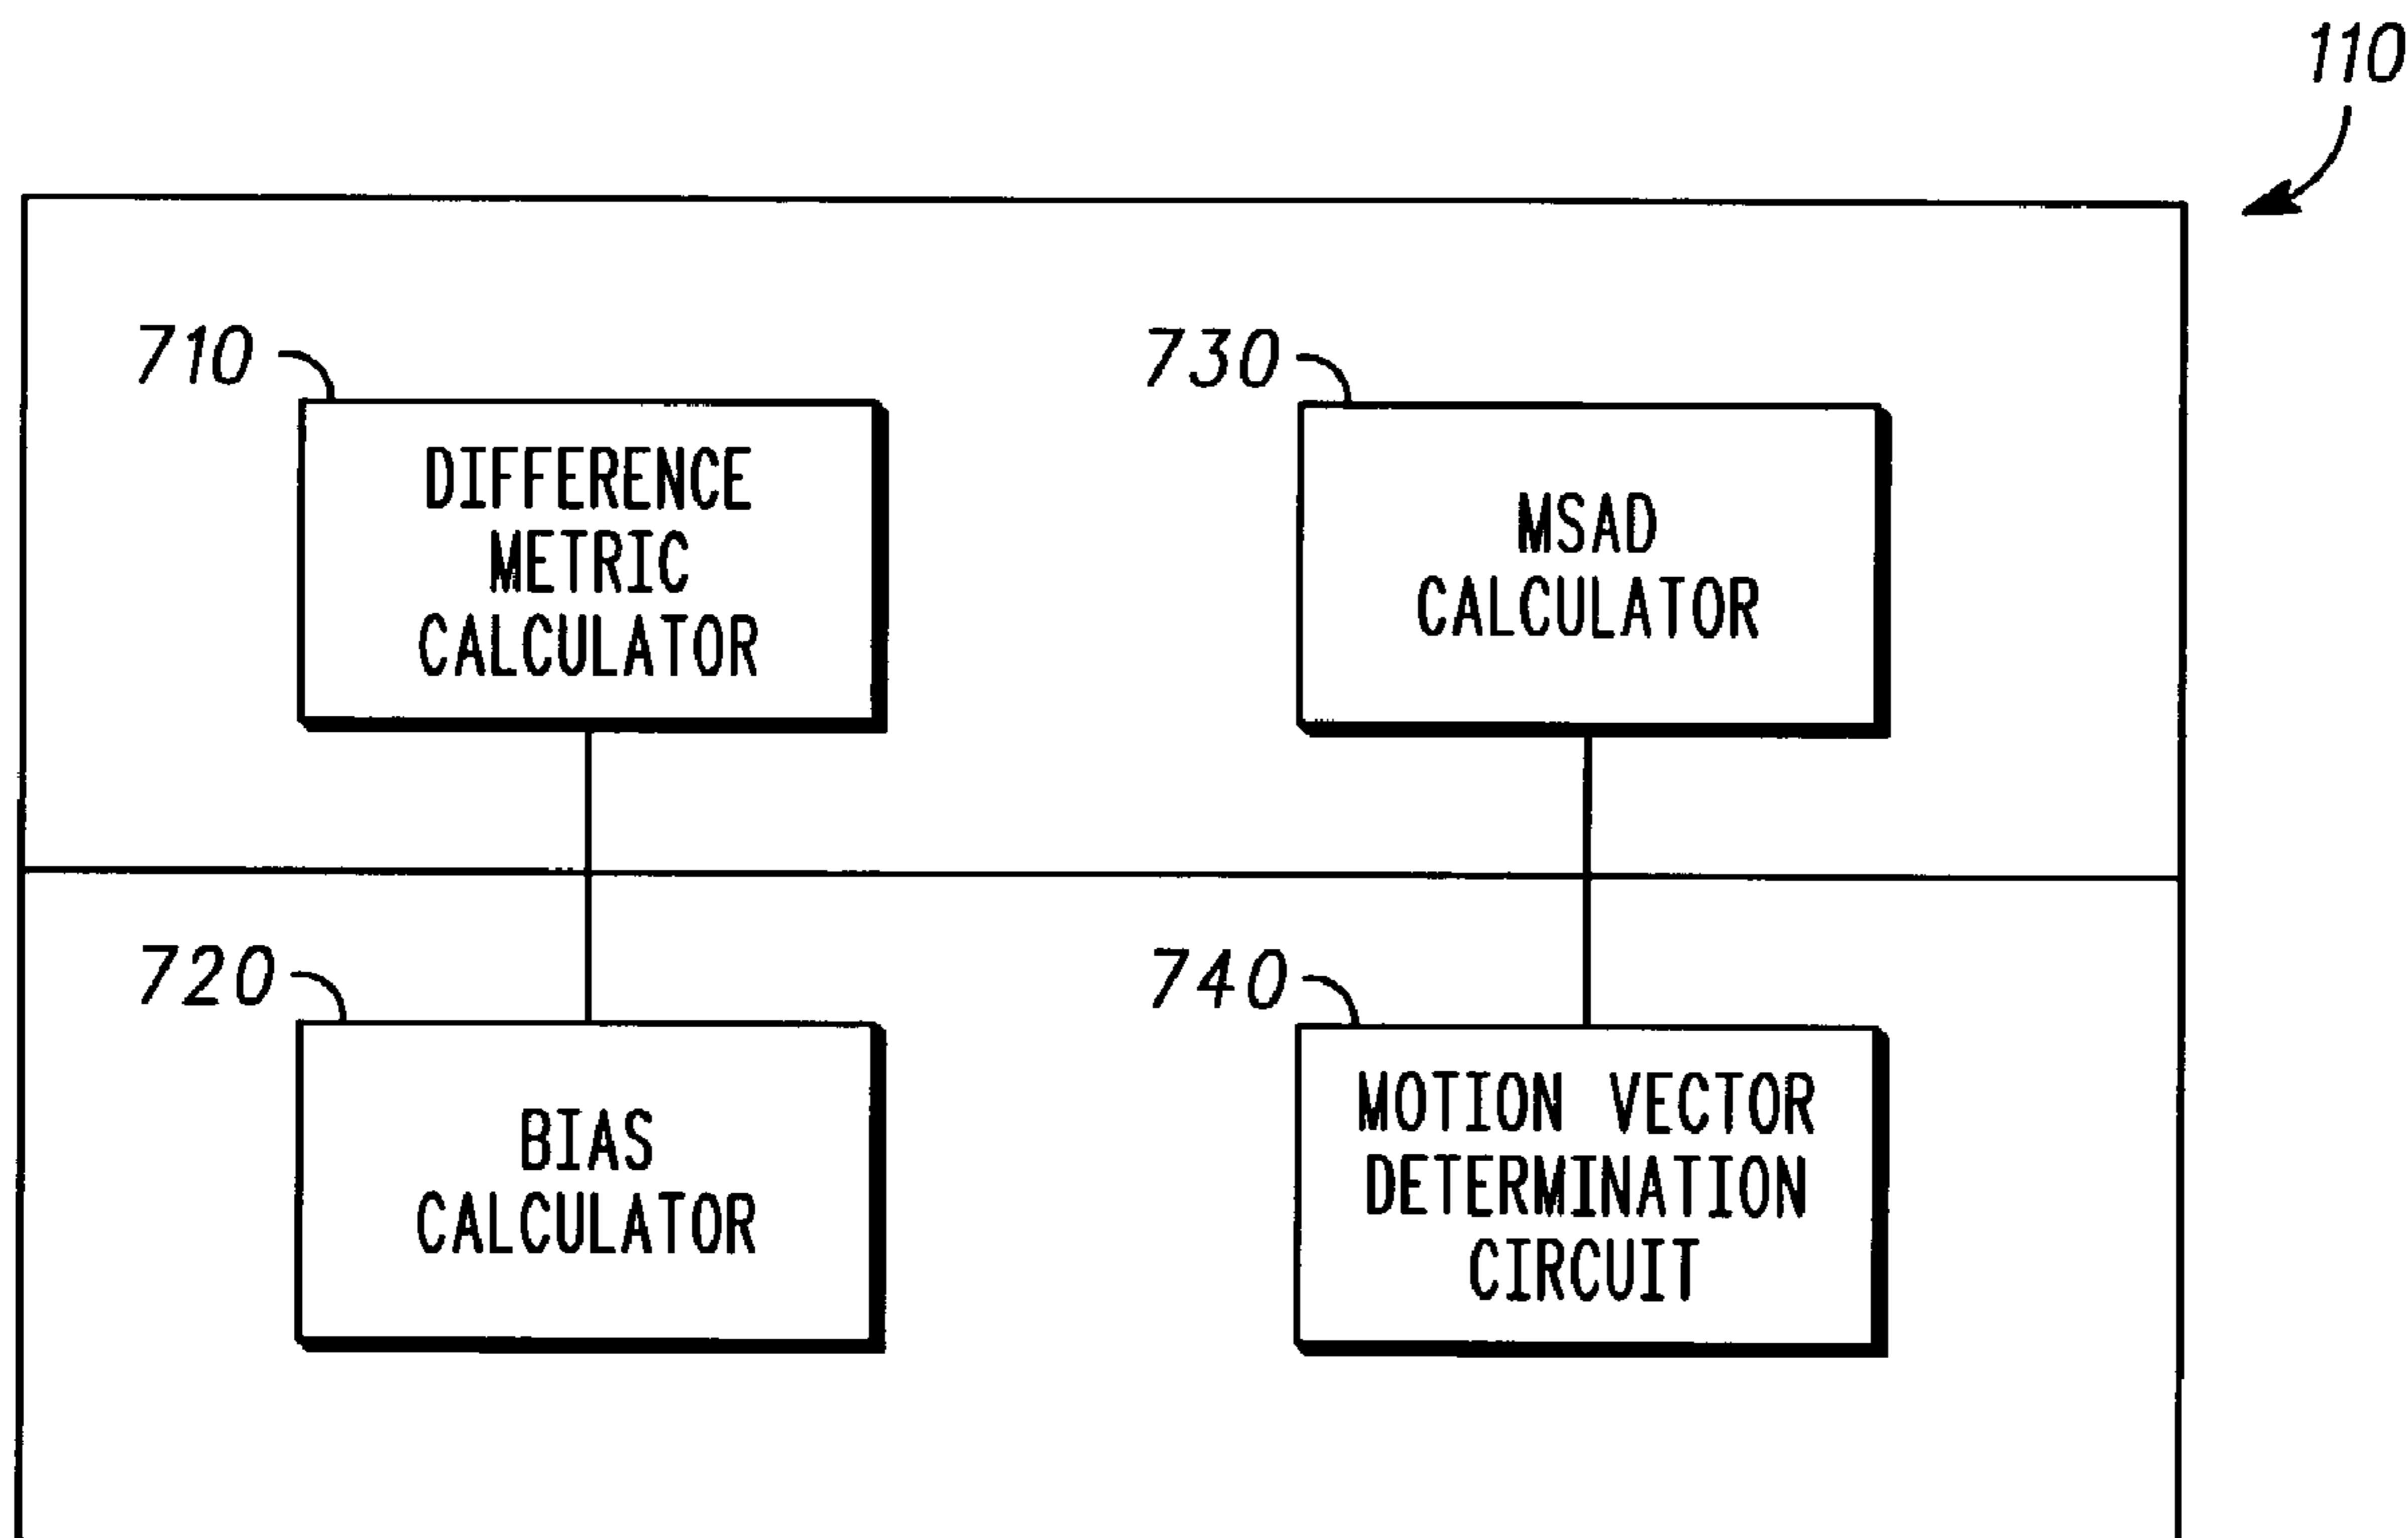 110
710
DIFFERENCE
METRIC
CALCULATOR
730
MSAD
CALCULATOR
720
BIAS
CALCULATOR
740
MOTION VECTOR
DETERMINATION
CIRCUIT